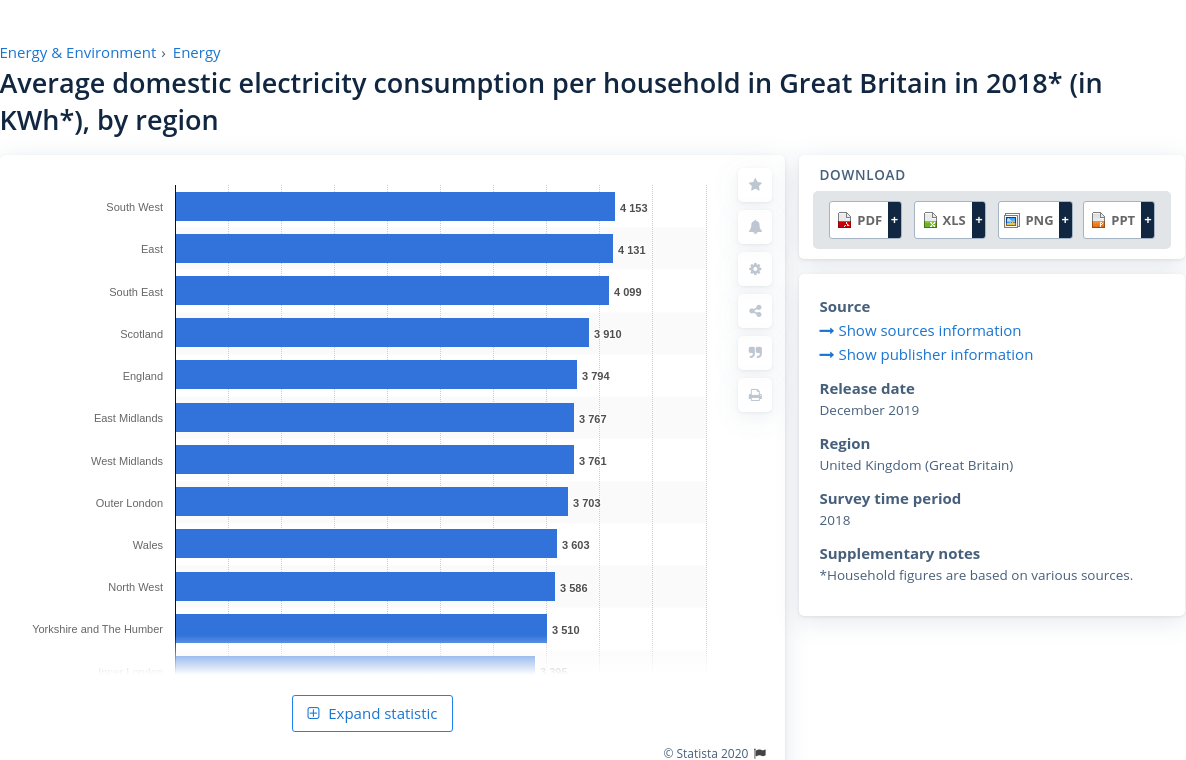 Energy & Environment › Energy
Average domestic electricity consumption per household in Great Britain in 2018* (in
KWh*), by region
South West 4 153
East 4 131
South East 4 099
Scotland 3 910
England 3 794
East Midlands 3 767
West Midlands 3 761
Outer London 3 703
Wales 3 603
North West 3 586
Yorkshire and The Humber 3 510
Expand statistic
© Statista 2020
DOWNLOAD
PDF + XLS + PNG + PPT +
Source
Show sources information
Show publisher information
Release date
December 2019
Region
United Kingdom (Great Britain)
Survey time period
2018
Supplementary notes
*Household figures are based on various sources.